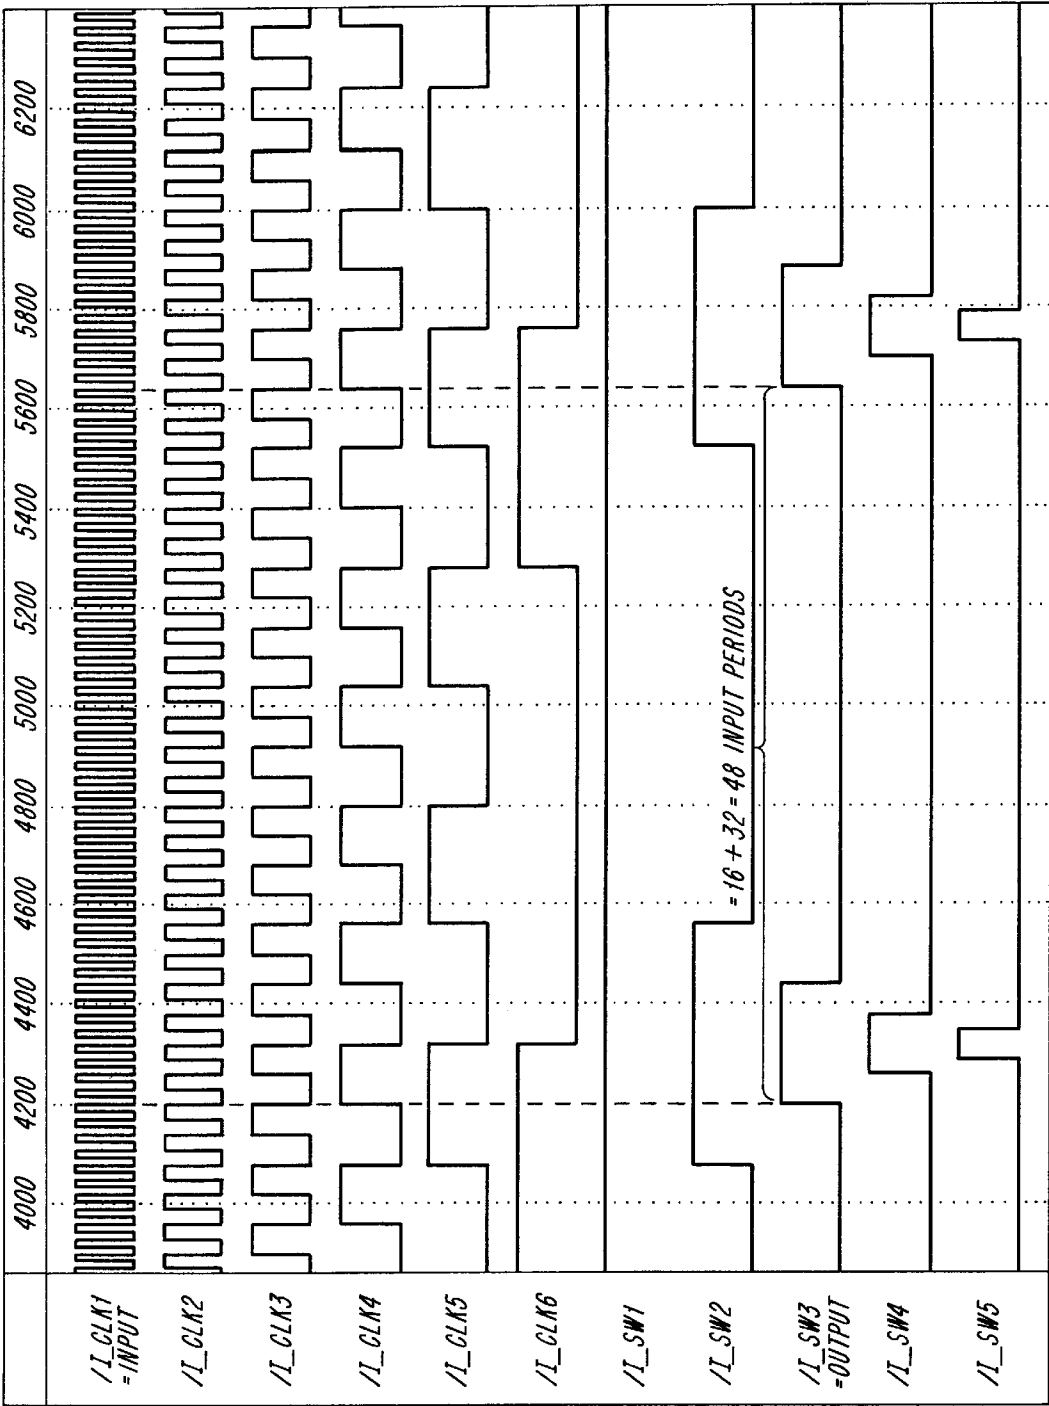 4000 4200 4400 4600 4800 5000 5200 5400 5600 5800 6000 6200
/I_CLK1
=INPUT
/I_CLK2
/I_CLK3
/I_CLK4
/I_CLK5
/I_CLK6
/I_SW1
/I_SW2
= 16 + 32 = 48 INPUT PERIODS
/I_SW3
=OUTPUT
/I_SW4
/I_SW5